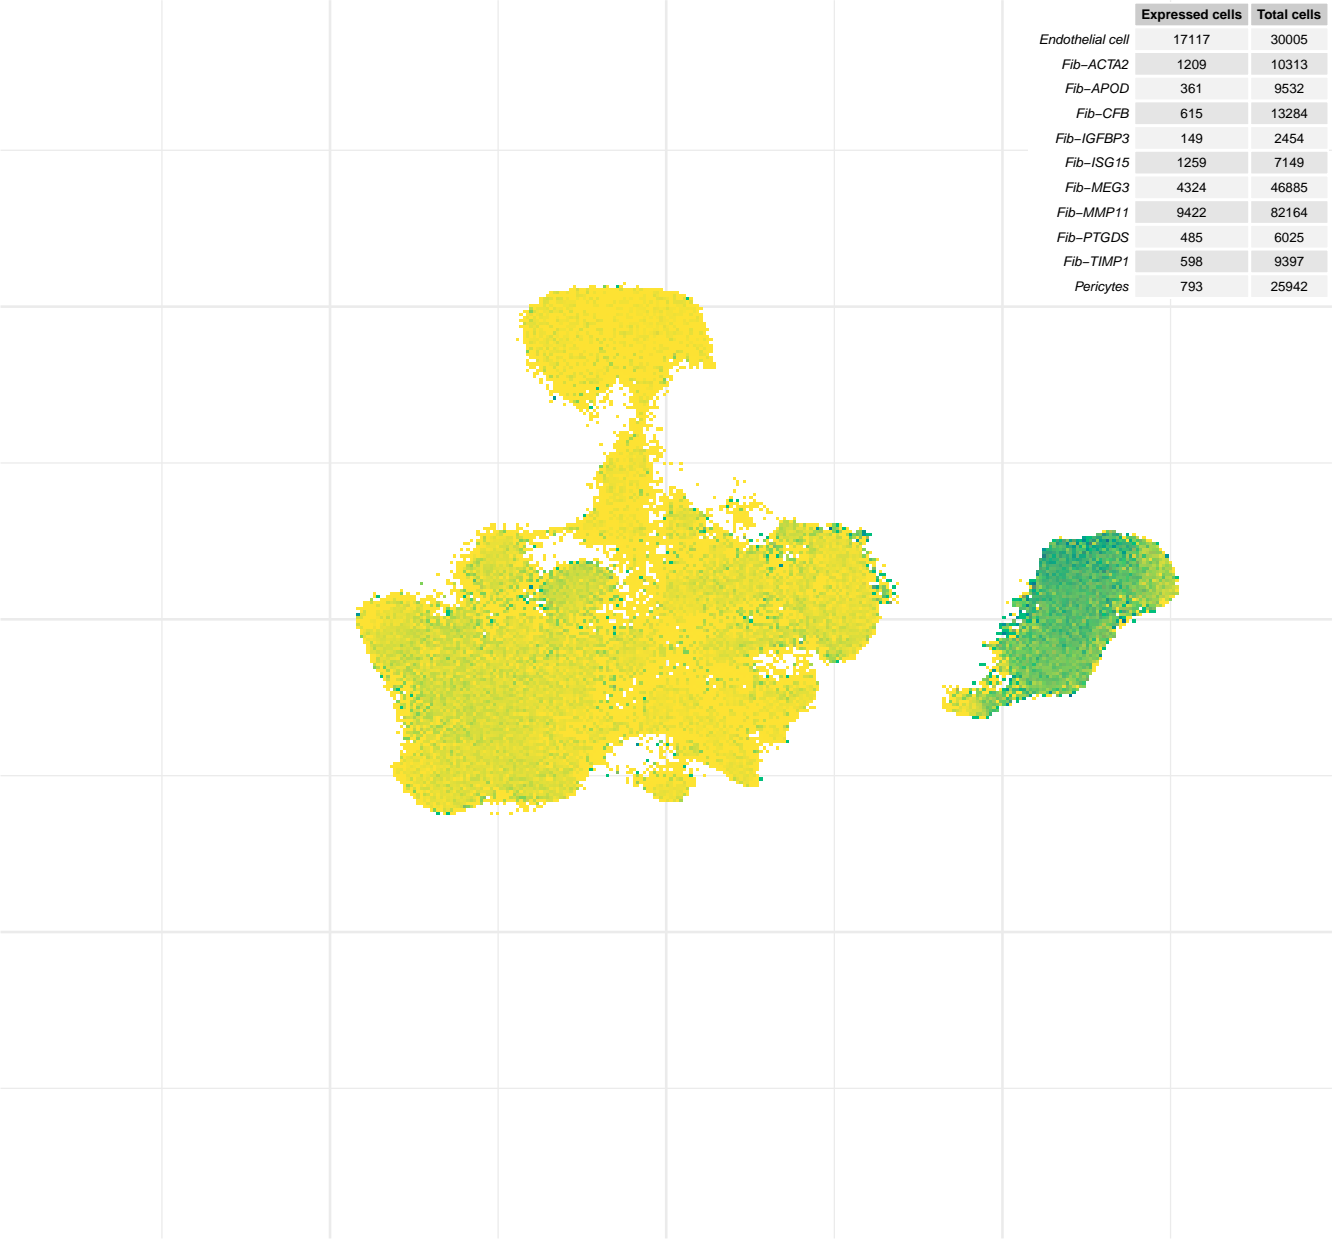 Expressed cells Total cells
Endothelial cell 17117 30005
Fib−ACTA2 1209 10313
Fib−APOD 361 9532
Fib−CFB 615 13284
Fib−IGFBP3 149 2454
Fib−ISG15 1259 7149
Fib−MEG3 4324 46885
Fib−MMP11 9422 82164
Fib−PTGDS 485 6025
Fib−TIMP1 598 9397
Pericytes 793 25942